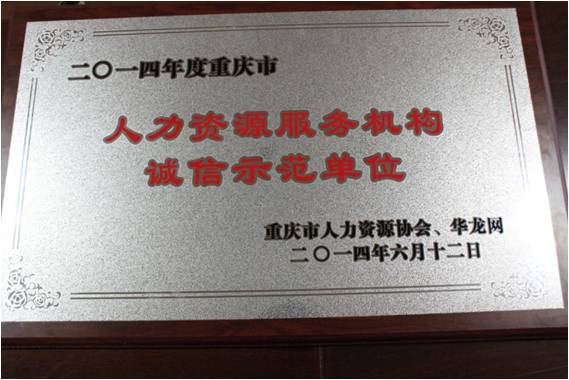 二〇一四年度重庆市
人力资源服务机构
诚信示范单位
重庆市人力资源协会、华龙网
二〇一四年六月十二日